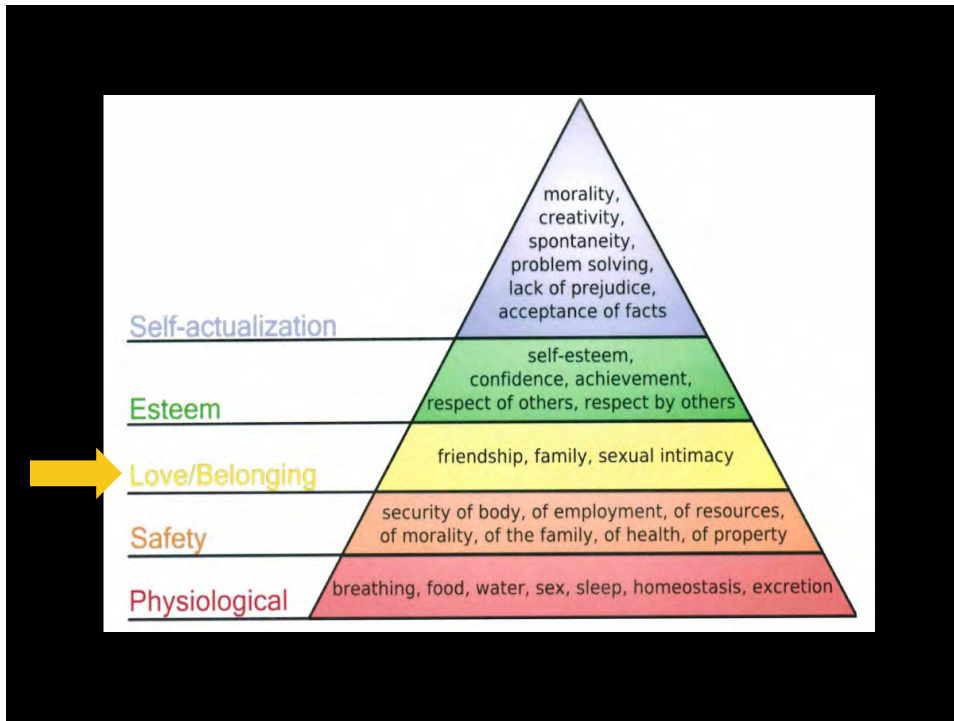 morality,
creativity,
spontaneity,
problem solving,
lack of prejudice,
acceptance of facts
Self-actualization
self-esteem,
confidence, achievement,
respect of others, respect by others
Esteem
friendship, family, sexual intimacy
Love/Belonging
security of body, of employment, of resources,
of morality, of the family, of health, of property
Safety
breathing, food, water, sex, sleep, homeostasis, excretion
Physiological